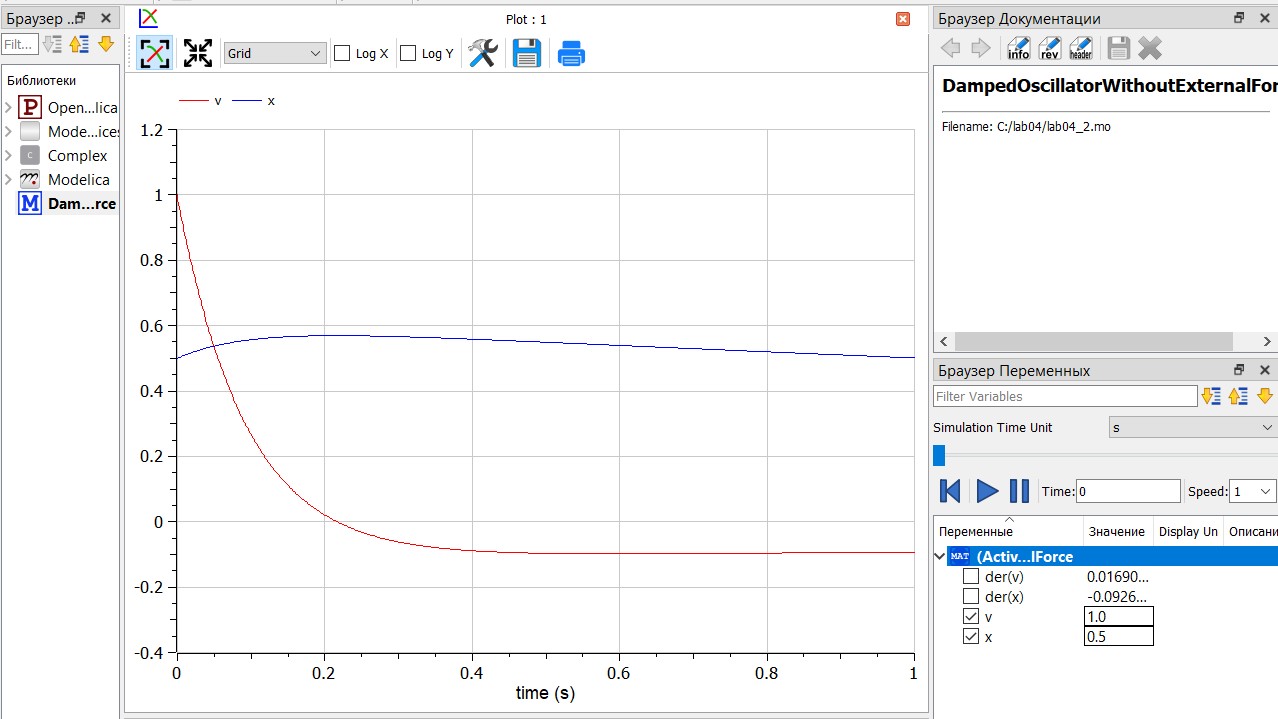 Браузер ..
Filt...
Библиотеки
P Open...lica
Mode...ices
C Complex
Modelica
M Dam...rce
Plot : 1
Grid
Log X
Log Y
v
x
1.2
1
0.8
0.6
0.4
0.2
0
-0.2
-0.4
0 0.2 0.4 0.6 0.8 1
time (s)
Браузер Документации
info rev header
DampedOscillatorWithoutExternalFor
Filename: C:/lab04/lab04_2.mo
Браузер Переменных
Filter Variables
Simulation Time Unit s
Time: 0 Speed: 1
Переменные Значение Display Un Описани
MAT (Activ...lForce
der(v) 0.01690...
der(x) -0.0926...
v 1.0
x 0.5